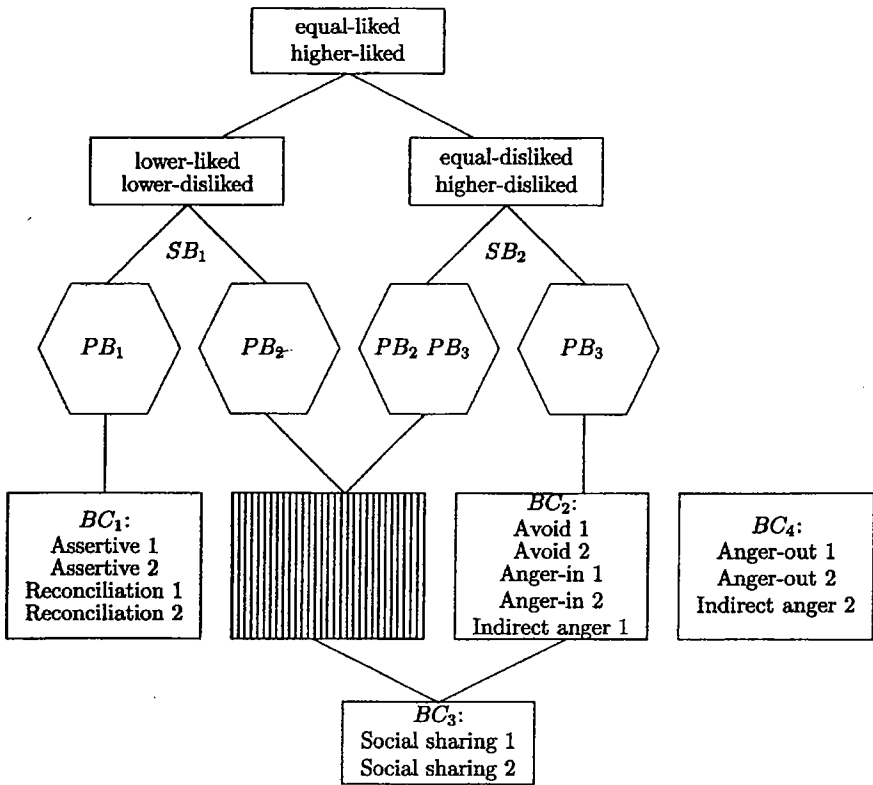 equal-liked
higher-liked
lower-liked
lower-disliked
equal-disliked
higher-disliked
SB₁
SB₂
PB₁
PB₂
PB₂ PB₃
PB₃
BC₁:
Assertive 1
Assertive 2
Reconciliation 1
Reconciliation 2
BC₂:
Avoid 1
Avoid 2
Anger-in 1
Anger-in 2
Indirect anger 1
BC₄:
Anger-out 1
Anger-out 2
Indirect anger 2
BC₃:
Social sharing 1
Social sharing 2